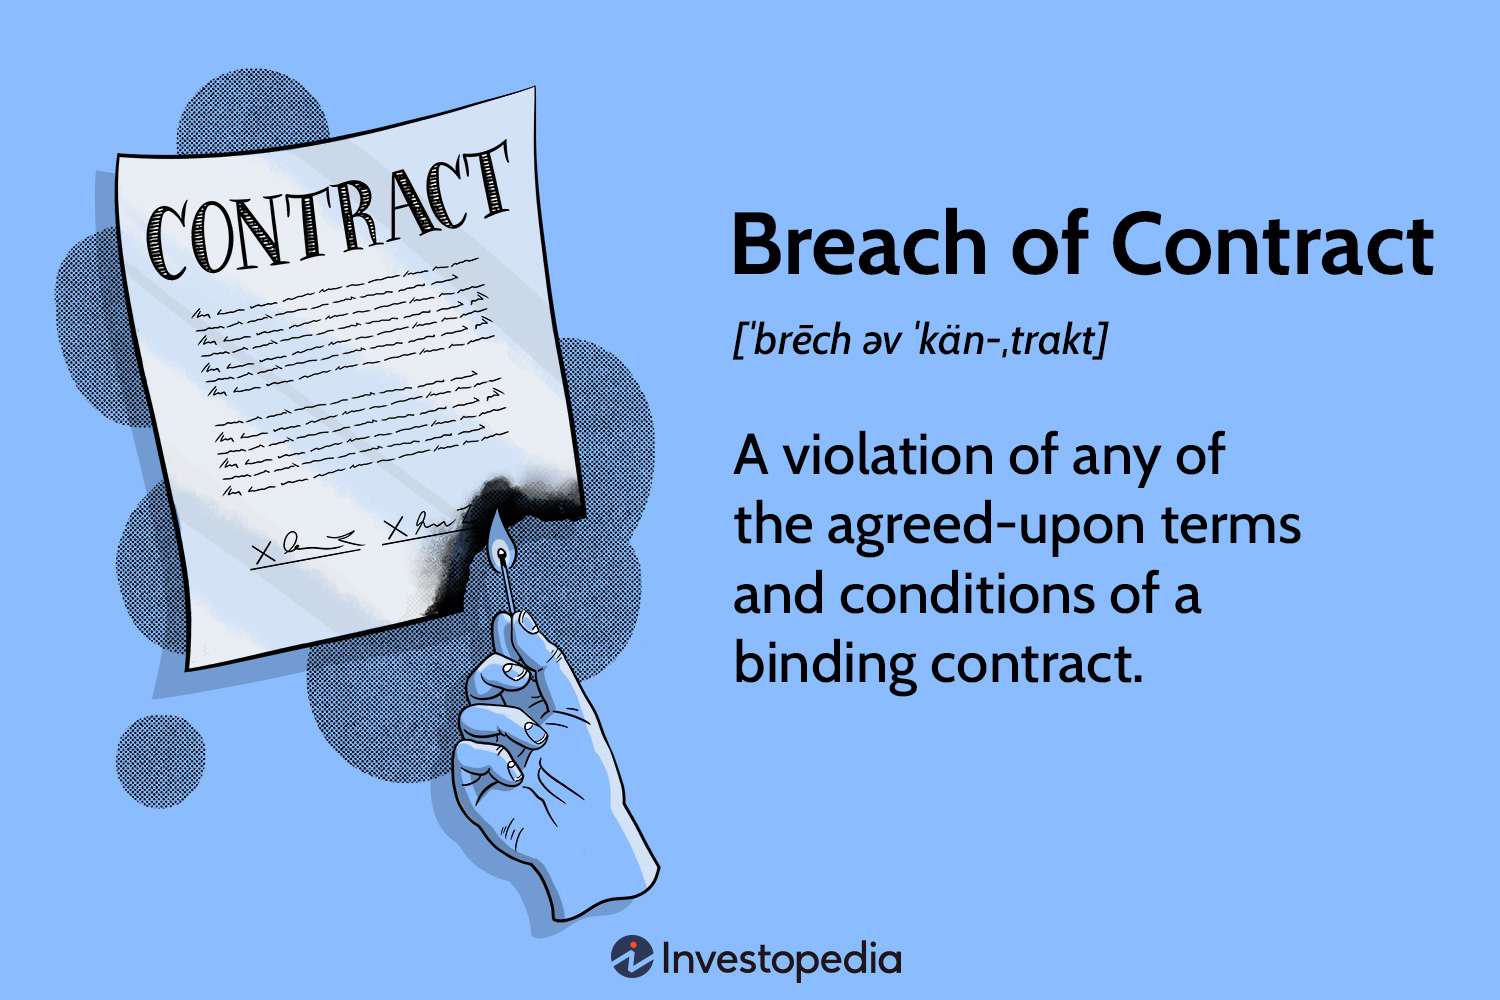 CONTRACT
X
X
Breach of Contract
[ˈbrēch əv ˈkän-ˌtrakt]
A violation of any of
the agreed-upon terms
and conditions of a
binding contract.
Investopedia